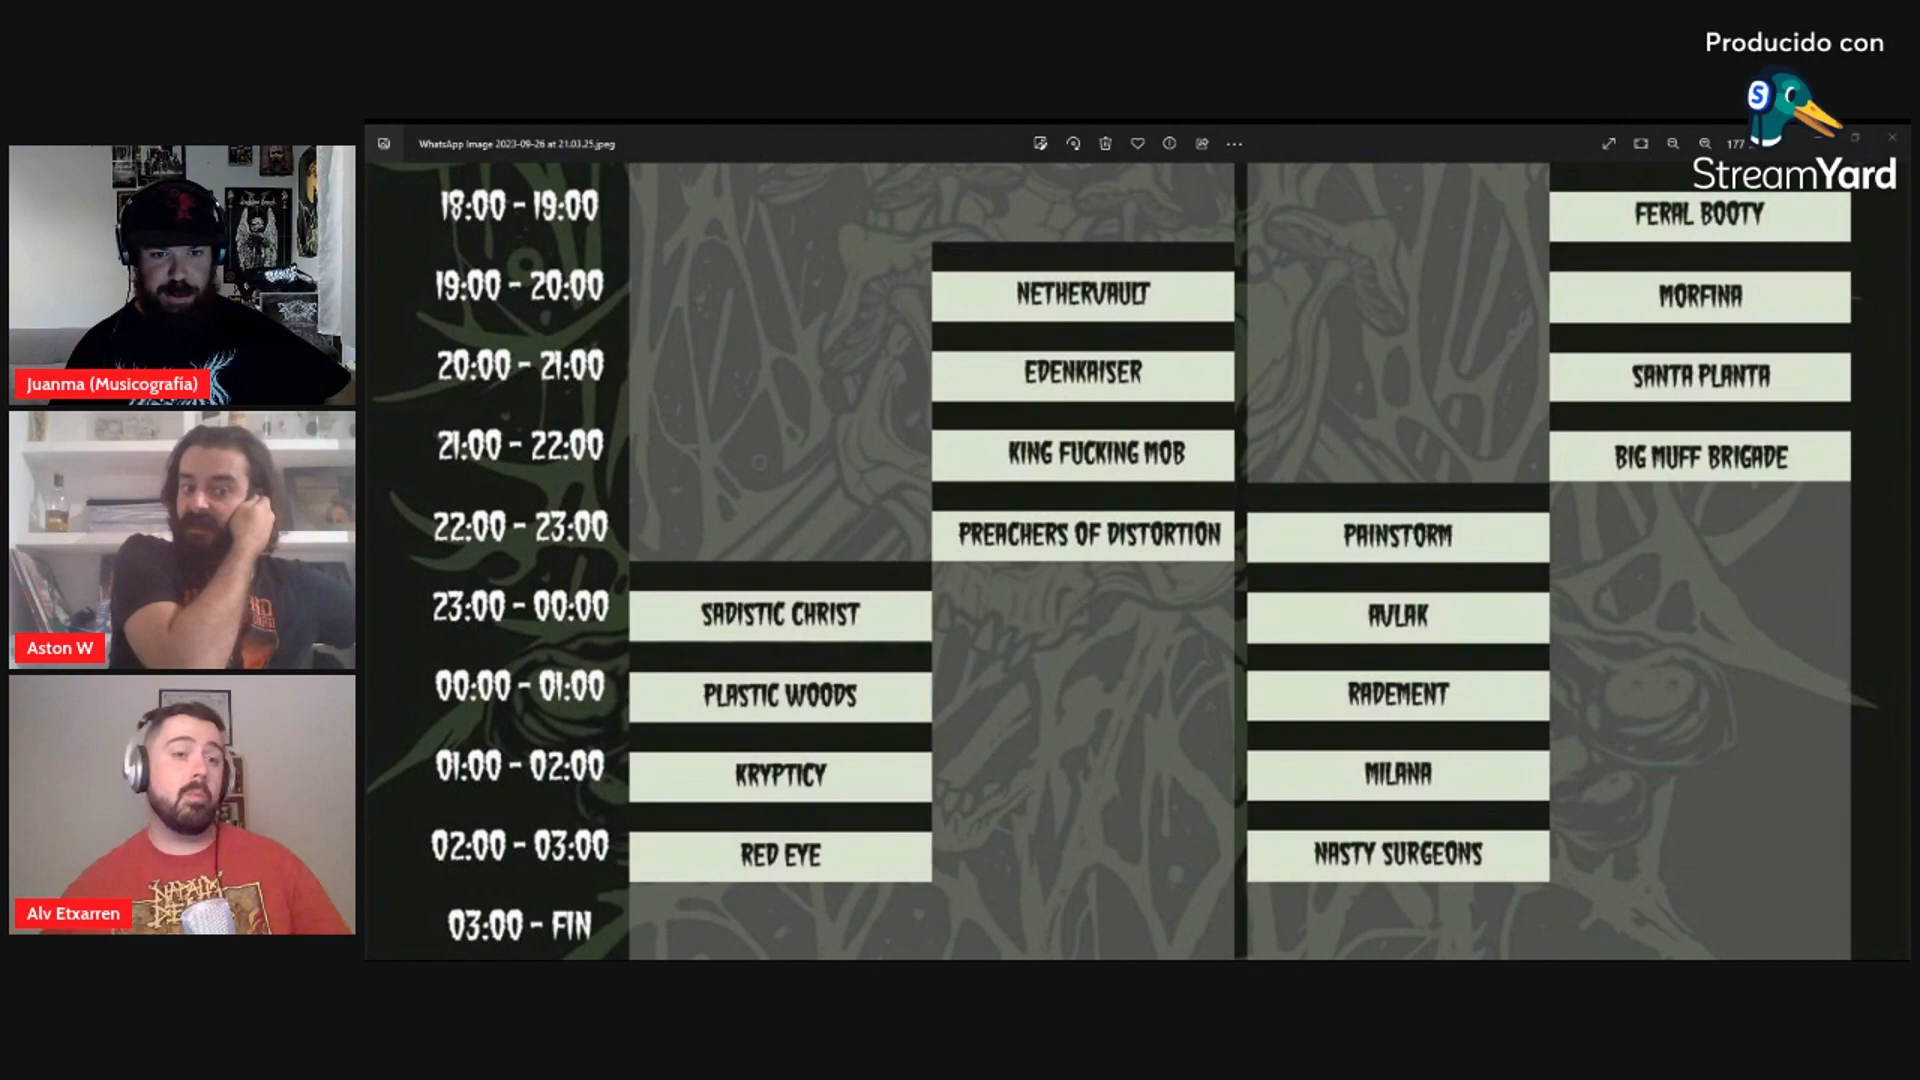 Producido con
StreamYard
WhatsApp Image 2023-09-26 at 21.03.25.jpeg
177
18:00 - 19:00
FERAL BOOTY
19:00 - 20:00
NETHERVAULT
MORFINA
20:00 - 21:00
EDENKAISER
SANTA PLANTA
21:00 - 22:00
KING FUCKING MOB
BIG MUFF BRIGADE
22:00 - 23:00
PREACHERS OF DISTORTION
PAINSTORM
23:00 - 00:00
SADISTIC CHRIST
AVLAK
00:00 - 01:00
PLASTIC WOODS
RADEMENT
01:00 - 02:00
KRYPTICY
MILANA
02:00 - 03:00
RED EYE
NASTY SURGEONS
03:00 - FIN
Juanma (Musicografía)
Aston W
NAPALM
Alv Etxarren